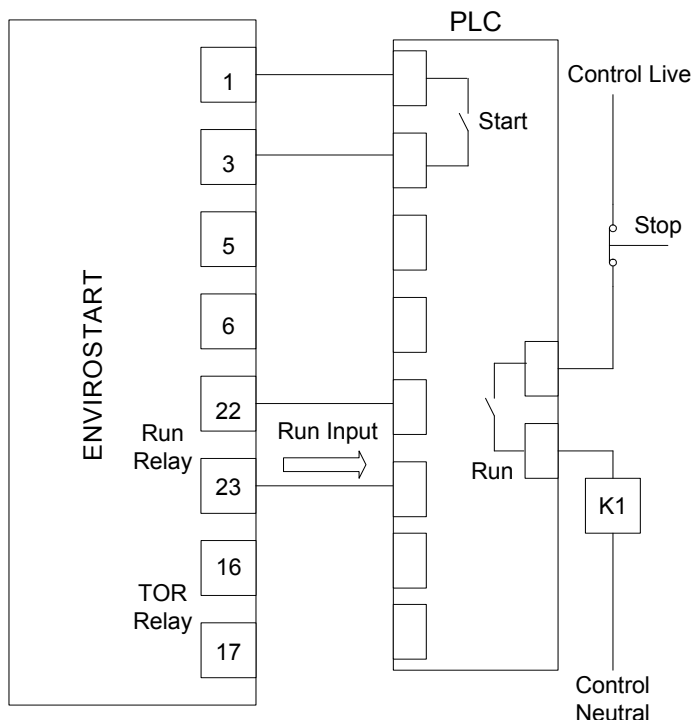 PLC
Control Live
1
Start
3
Stop
5
ENVIROSTART
6
22
Run
Relay
Run Input
23
Run
K1
16
TOR
Relay
17
Control
Neutral